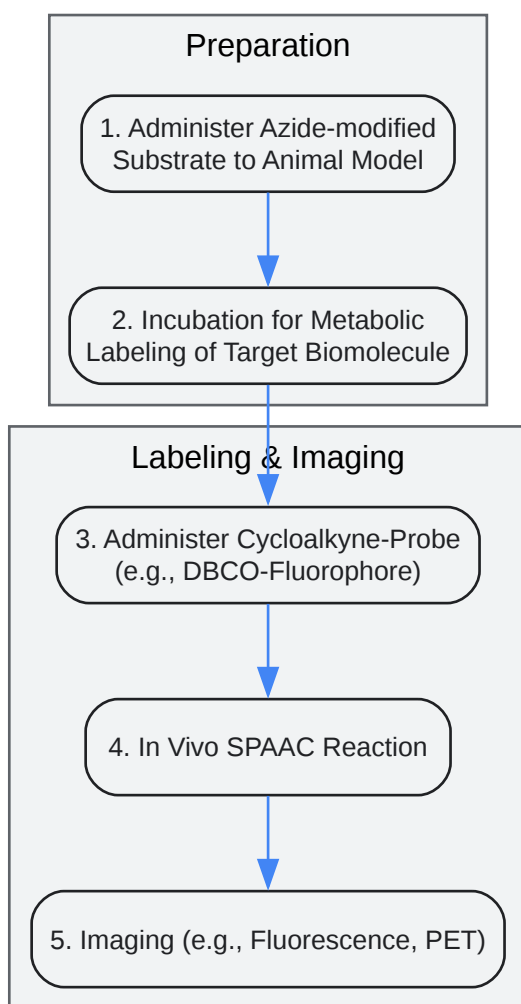 Preparation
1. Administer Azide-modified
Substrate to Animal Model
2. Incubation for Metabolic
Labeling of Target Biomolecule
Labeling & Imaging
3. Administer Cycloalkyne-Probe
(e.g., DBCO-Fluorophore)
4. In Vivo SPAAC Reaction
5. Imaging (e.g., Fluorescence, PET)